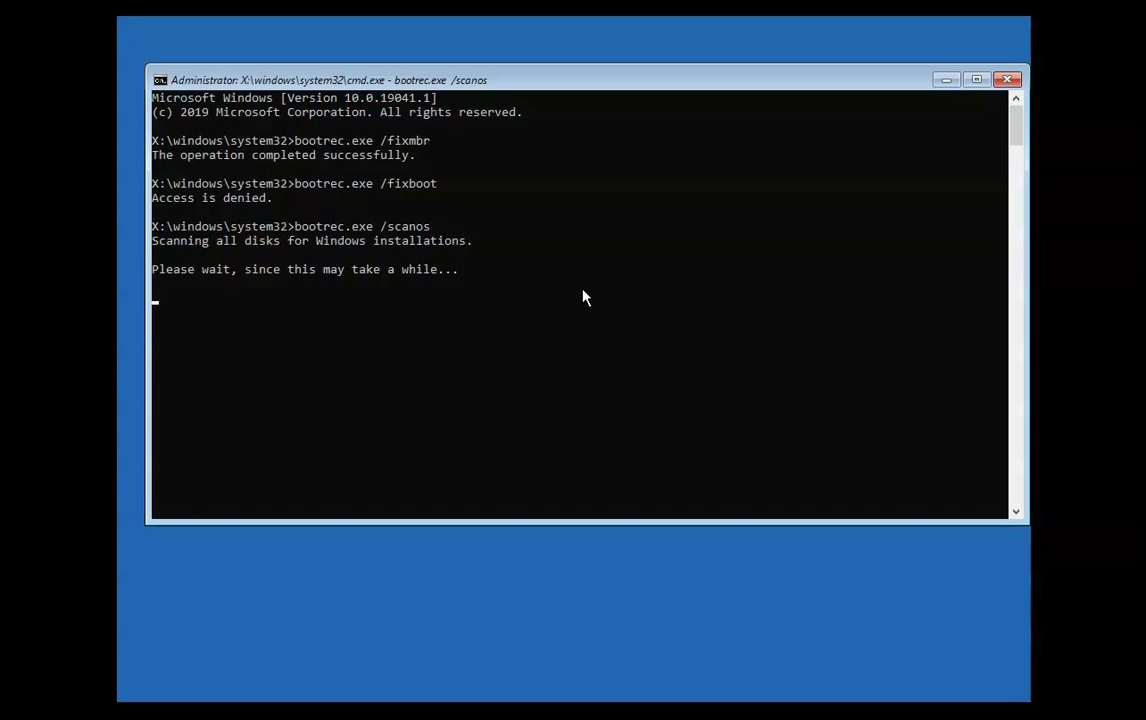 Administrator: X:\windows\system32\cmd.exe - bootrec.exe /scanos
Microsoft Windows [Version 10.0.19041.1]
(c) 2019 Microsoft Corporation. All rights reserved.
X:\windows\system32>bootrec.exe /fixmbr
The operation completed successfully.
X:\windows\system32>bootrec.exe /fixboot
Access is denied.
X:\windows\system32>bootrec.exe /scanos
Scanning all disks for Windows installations.
Please wait, since this may take a while...